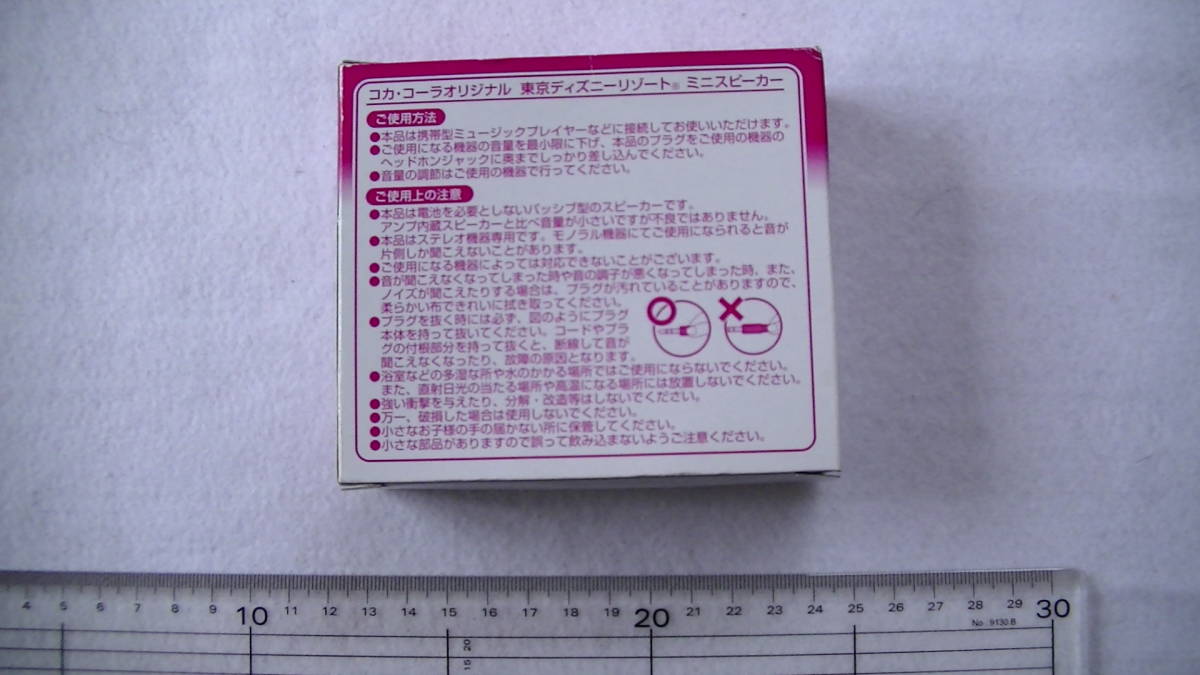 コカ・コーラオリジナル 東京ディズニーリゾート® ミニスピーカー
ご使用方法
●本品は携帯型ミュージックプレイヤーなどに接続してお使いいただけます。
●ご使用になる機器の音量を最小限に下げ、本品のプラグをご使用の機器の
ヘッドホンジャックに奥までしっかり差し込んでください。
●音量の調節はご使用の機器で行ってください。
ご使用上の注意
●本品は電池を必要としないパッシブ型のスピーカーです。
アンプ内蔵スピーカーと比べ音量が小さいですが不良ではありません。
●本品はステレオ機器専用です。モノラル機器にてご使用になられると音が
片側しか聞こえないことがあります。
●ご使用になる機器によっては対応できないことがございます。
●音が聞こえなくなってしまった時や音の調子が悪くなってしまった時、また、
ノイズが聞こえたりする場合は、プラグが汚れていることがありますので、
柔らかい布できれいに拭き取ってください。
●プラグを抜く時には必ず、図のようにプラグ
本体を持って抜いてください。コードやプラ
グの付根部分を持って抜くと、断線して音が
聞こえなくなったり、故障の原因となります。
●浴室などの多湿な所や水のかかる場所ではご使用にならないでください。
また、直射日光の当たる場所や高温になる場所には放置しないでください。
●強い衝撃を与えたり、分解・改造等はしないでください。
●万一、破損した場合は使用しないでください。
●小さなお子様の手の届かない所に保管してください。
●小さな部品がありますので誤って飲み込まないようご注意ください。
4 5 6 7 8 9 10 11 12 13 14 15 16 17 18 19 20 21 22 23 24 25 26 27 28 29 30
No. 9130.B
20
15